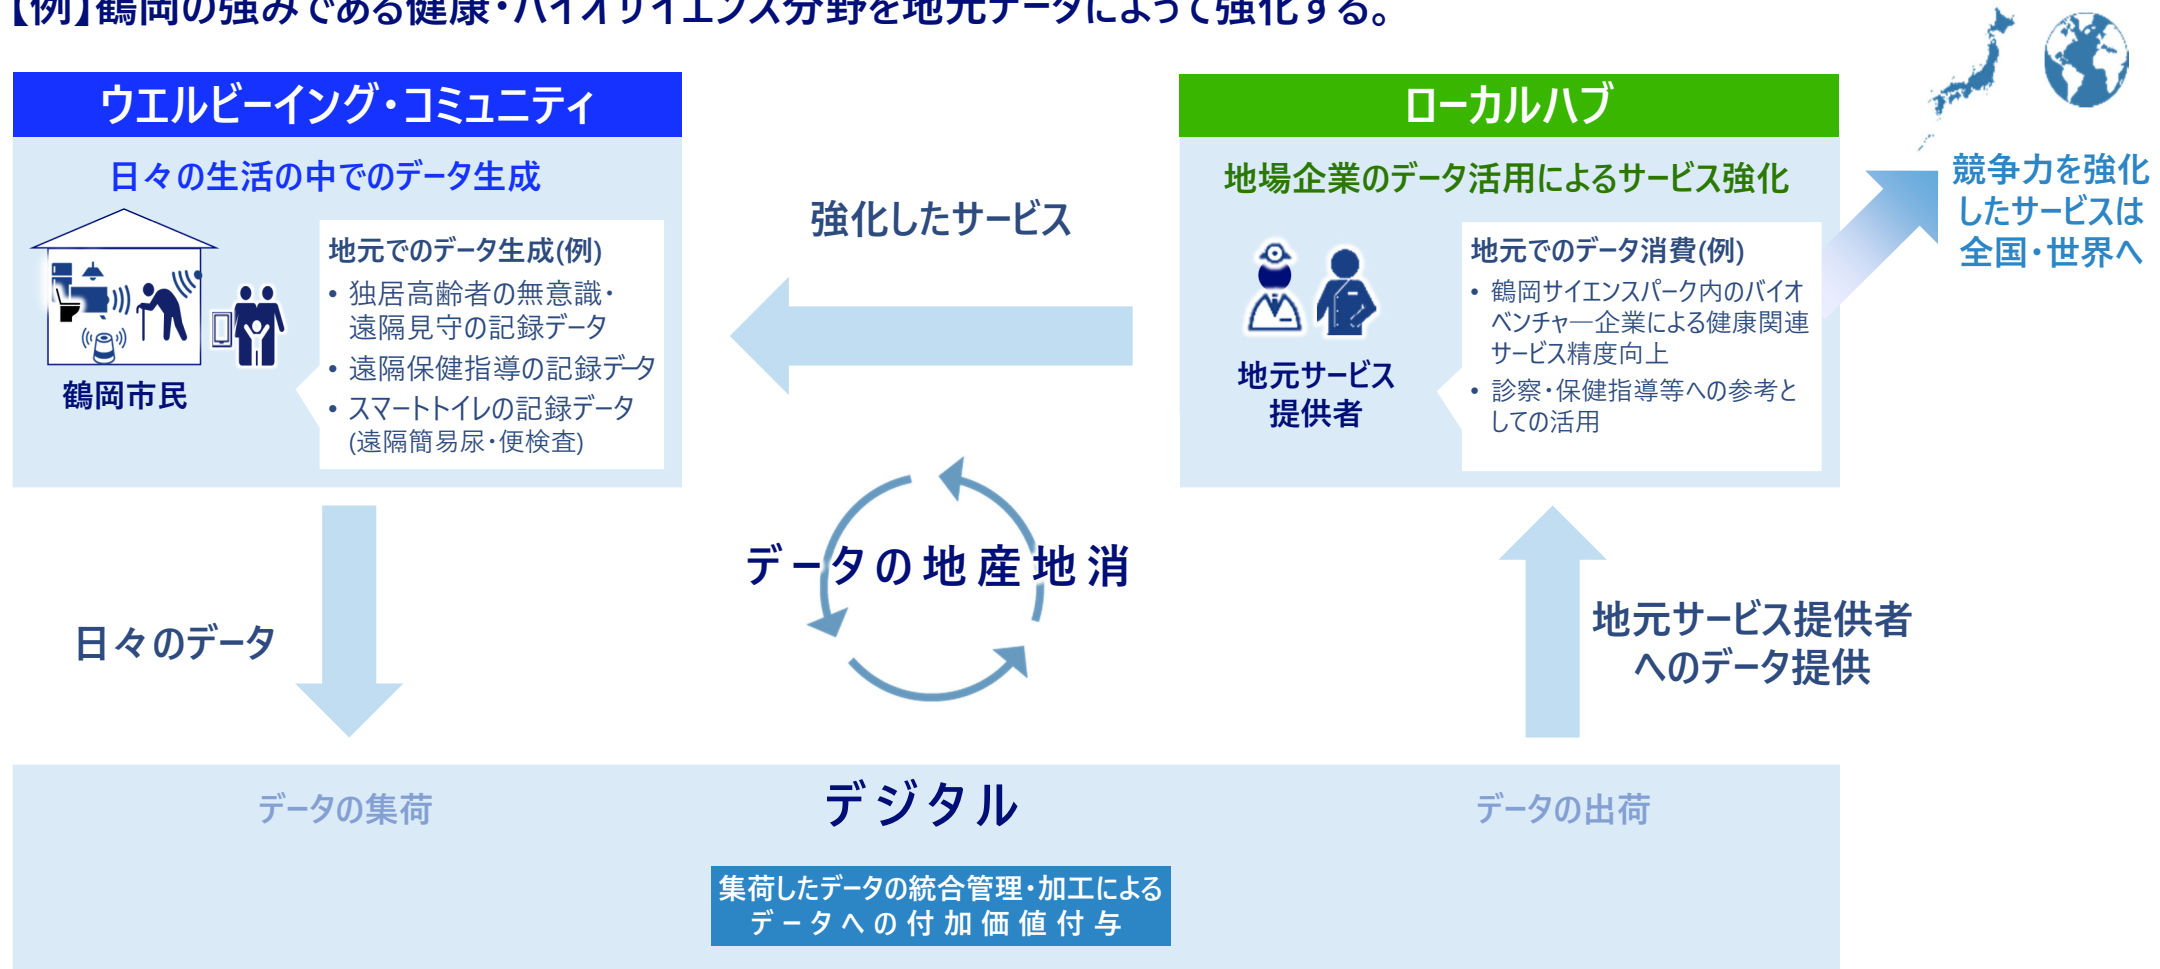 【例】鶴岡の強みである健康・バイオサイエンス分野を地元データによって強化する。
ウエルビーイング・コミュニティ
日々の生活の中でのデータ生成
鶴岡市民
地元でのデータ生成(例)
• 独居高齢者の無意識・
遠隔見守の記録データ
• 遠隔保健指導の記録データ
• スマートトイレの記録データ
(遠隔簡易尿・便検査)
強化したサービス
ローカルハブ
地場企業のデータ活用によるサービス強化
地元サービス
提供者
地元でのデータ消費(例)
• 鶴岡サイエンスパーク内のバイオ
ベンチャ―企業による健康関連
サービス精度向上
• 診察・保健指導等への参考と
しての活用
競争力を強化
したサービスは
全国・世界へ
データの地産地消
日々のデータ
地元サービス提供者
へのデータ提供
データの集荷
デジタル
データの出荷
集荷したデータの統合管理・加工による
データへの付加価値付与